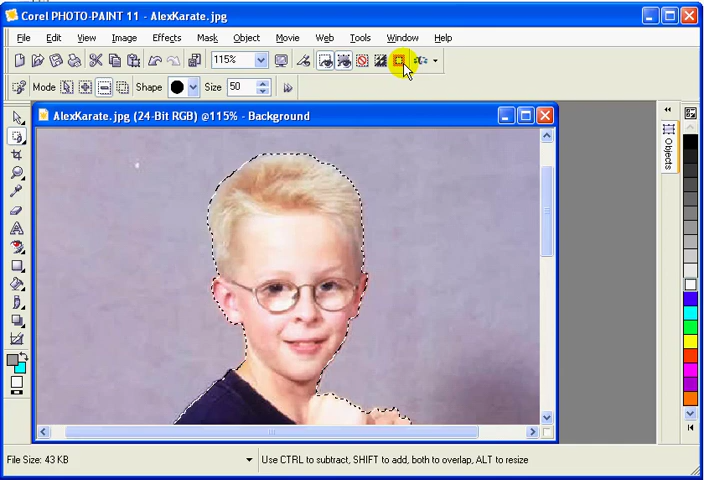 Corel PHOTO-PAINT 11 - AlexKarate.jpg
File Edit View Image Effects Mask Object Movie Web Tools Window Help
115%
Mode Shape Size 50
AlexKarate.jpg (24-Bit RGB) @115% - Background
Objects
File Size: 43 KB Use CTRL to subtract, SHIFT to add, both to overlap, ALT to resize